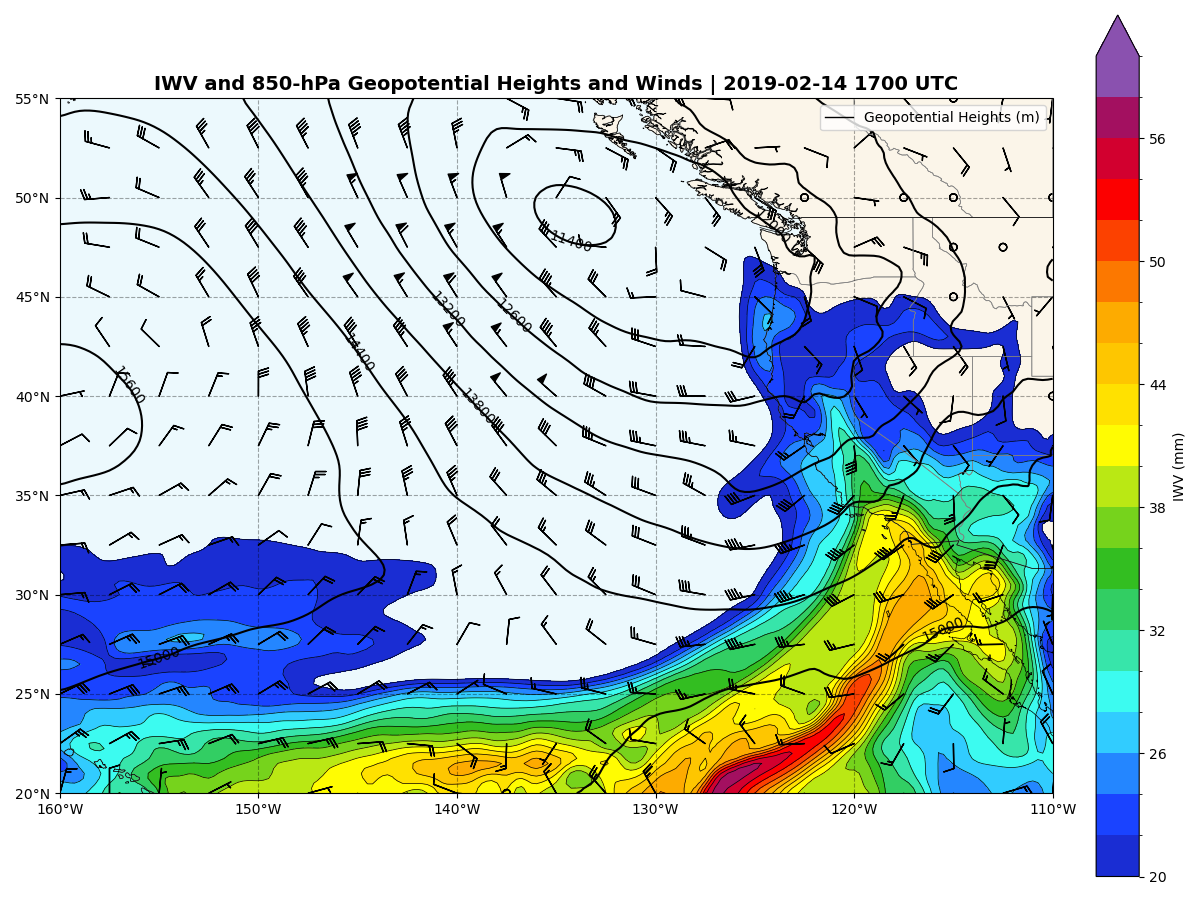 IWV and 850-hPa Geopotential Heights and Winds | 2019-02-14 1700 UTC
Geopotential Heights (m)
55°N
50°N
45°N
40°N
35°N
30°N
25°N
20°N
160°W
150°W
140°W
130°W
120°W
110°W
11400
12600
13200
14400
13800
15600
15000
15000
56
50
44
38
32
26
20
IWV (mm)